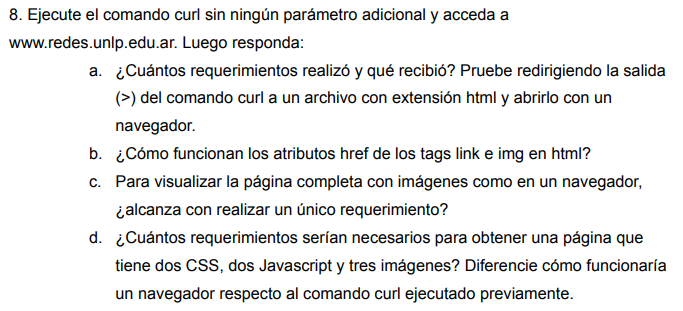 8. Ejecute el comando curl sin ningún parámetro adicional y acceda a
www.redes.unlp.edu.ar. Luego responda:
a. ¿Cuántos requerimientos realizó y qué recibió? Pruebe redirigiendo la salida
(>) del comando curl a un archivo con extensión html y abrirlo con un
navegador.
b. ¿Cómo funcionan los atributos href de los tags link e img en html?
c. Para visualizar la página completa con imágenes como en un navegador,
¿alcanza con realizar un único requerimiento?
d. ¿Cuántos requerimientos serían necesarios para obtener una página que
tiene dos CSS, dos Javascript y tres imágenes? Diferencie cómo funcionaría
un navegador respecto al comando curl ejecutado previamente.